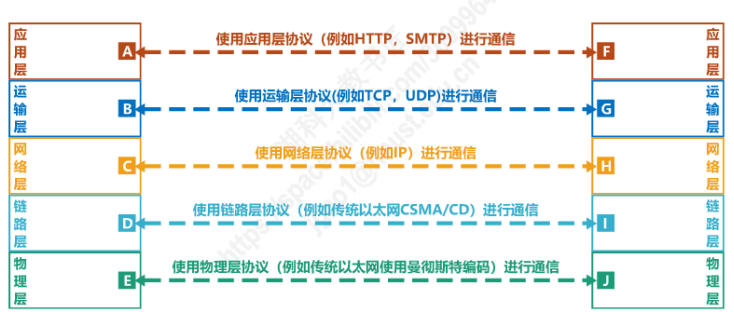 应用层
A
使用应用层协议（例如HTTP，SMTP）进行通信
F
应用层
运输层
B
使用运输层协议(例如TCP，UDP)进行通信
G
运输层
网络层
C
使用网络层协议（例如IP）进行通信
H
网络层
链路层
D
使用链路层协议（例如传统以太网CSMA/CD）进行通信
I
链路层
物理层
E
使用物理层协议（例如传统以太网使用曼彻斯特编码）进行通信
J
物理层